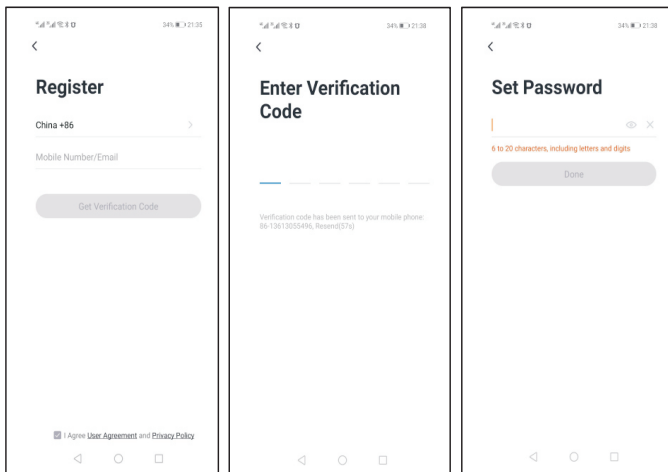 34% 21:35
Register
China +86
Mobile Number/Email
Get Verification Code
I Agree User Agreement and Privacy Policy
34% 21:38
Enter Verification
Code
Verification code has been sent to your mobile phone:
86-13613055496, Resend(57s)
34% 21:38
Set Password
6 to 20 characters, including letters and digits
Done